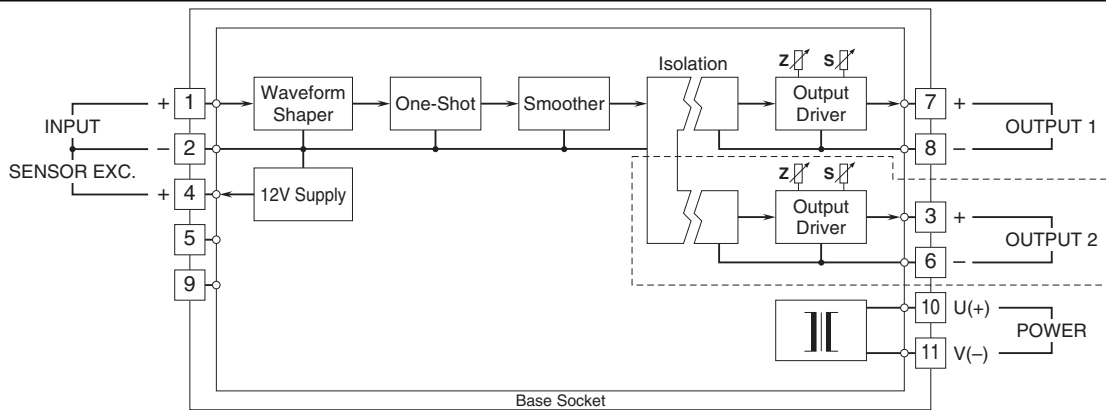 Isolation
Z S
Waveform
Shaper
One-Shot
Smoother
Output
Driver
+ 1
INPUT
− 2
SENSOR EXC.
+ 4
12V Supply
5
9
7 +
OUTPUT 1
8 −
Z S
Output
Driver
3 +
OUTPUT 2
6 −
10 U(+)
POWER
11 V(−)
Base Socket